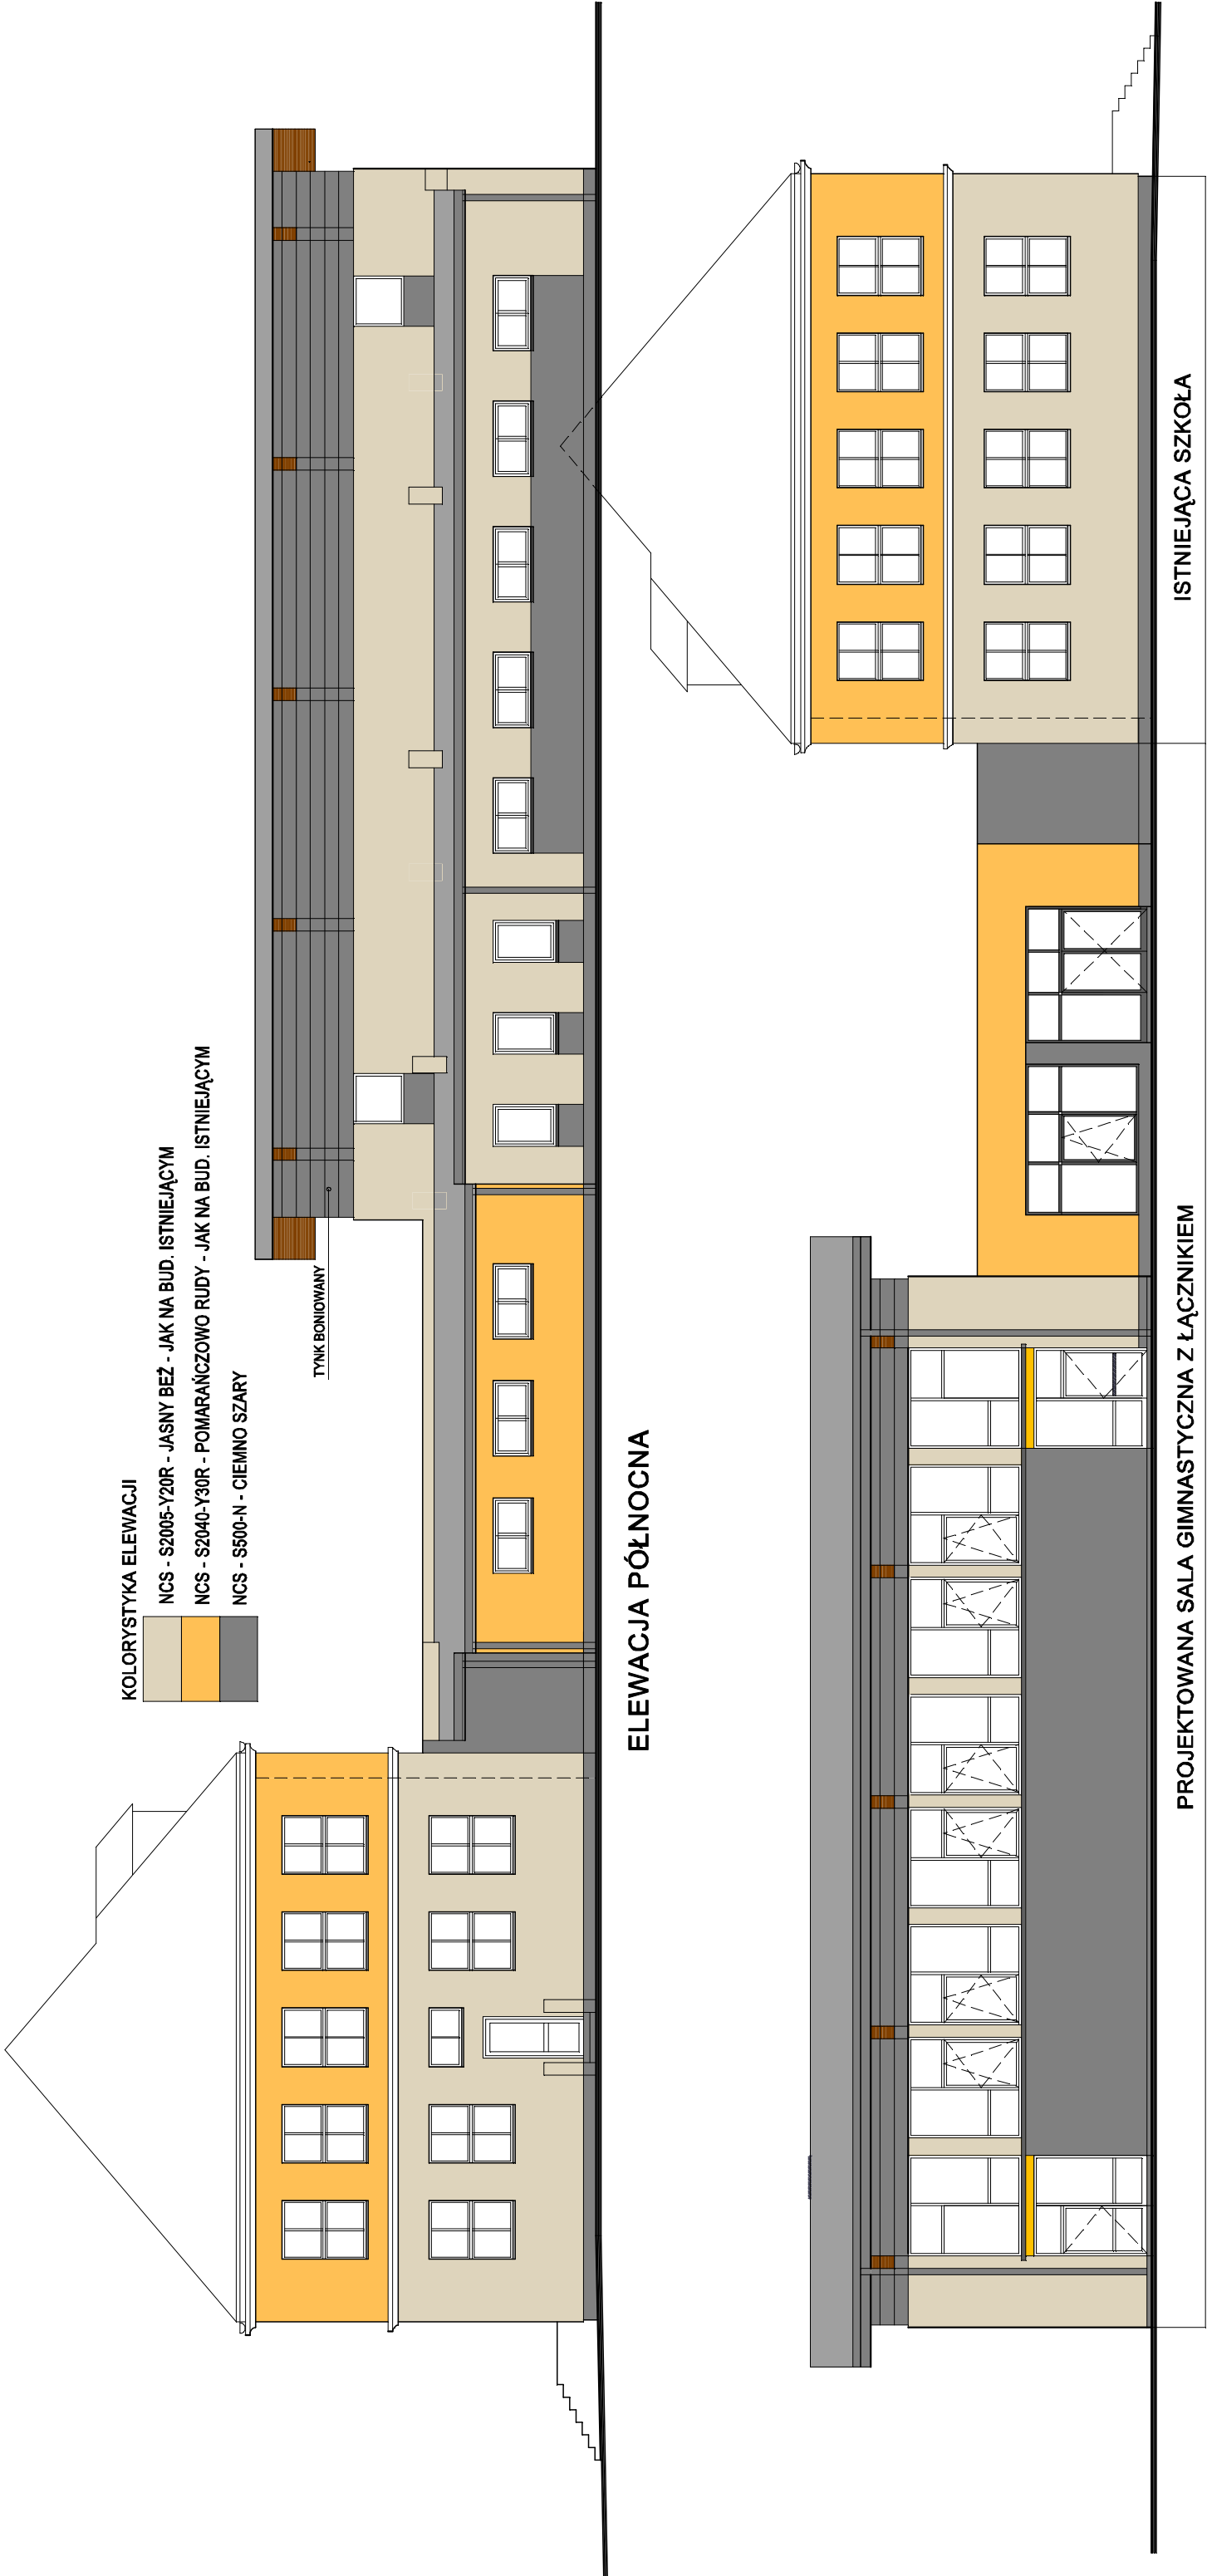 KOLORYSTYKA ELEWACJI
NCS - S2005-Y20R - JASNY BEŻ - JAK NA BUD. ISTNIEJĄCYM
NCS - S2040-Y30R - POMARAŃCZOWO RUDY - JAK NA BUD. ISTNIEJĄCYM
NCS - S500-N - CIEMNO SZARY
TYNK BONIOWANY
ELEWACJA PÓŁNOCNA
PROJEKTOWANA SALA GIMNASTYCZNA Z ŁĄCZNIKIEM
ISTNIEJĄCA SZKOŁA